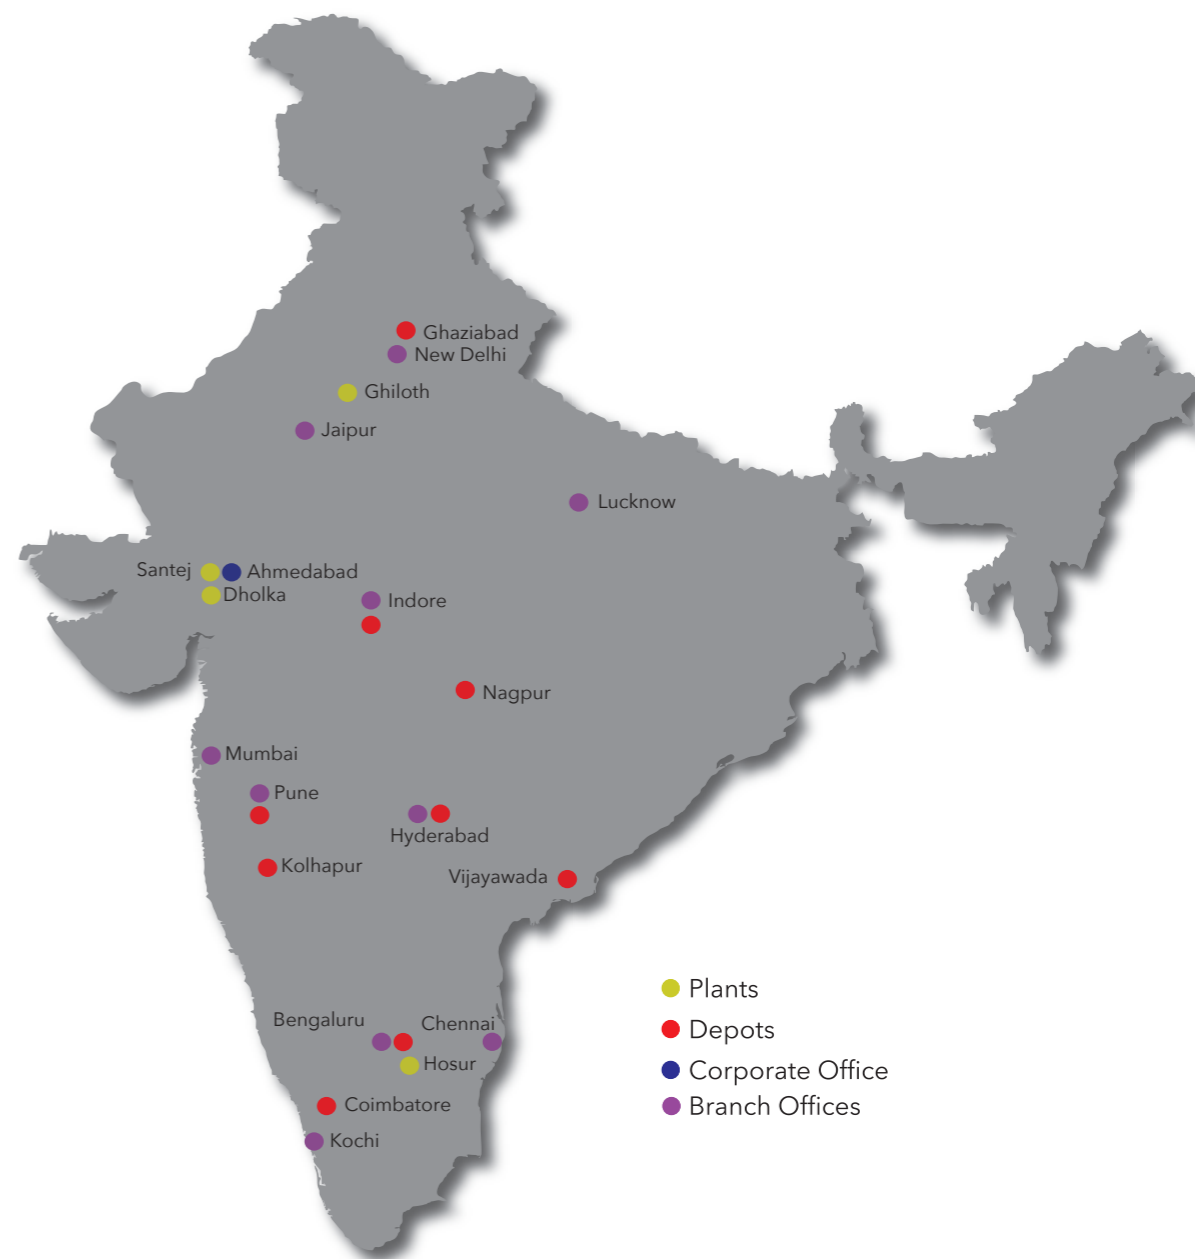 Ghaziabad
New Delhi
Ghiloth
Jaipur
Lucknow
Santej
Ahmedabad
Dholka
Indore
Nagpur
Mumbai
Pune
Hyderabad
Kolhapur
Vijayawada
Bengaluru
Chennai
Hosur
Coimbatore
Kochi
Plants
Depots
Corporate Office
Branch Offices